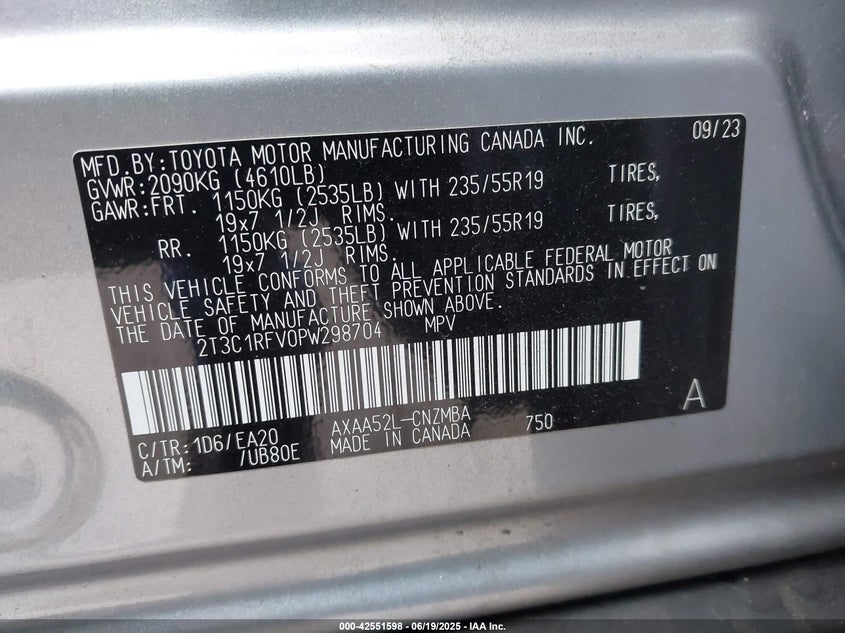 09/23
MFD.BY:TOYOTA MOTOR MANUFACTURING CANADA INC.
GVWR:2090KG (4610LB)
GAWR:FRT. 1150KG (2535LB) WITH 235/55R19 TIRES,
19x7 1/2J RIMS.
RR. 1150KG (2535LB) WITH 235/55R19 TIRES,
19x7 1/2J RIMS.
THIS VEHICLE CONFORMS TO ALL APPLICABLE FEDERAL MOTOR
VEHICLE SAFETY AND THEFT PREVENTION STANDARDS IN EFFECT ON
THE DATE OF MANUFACTURE SHOWN ABOVE.
2T3C1RFV0PW298704 MPV
A
C/TR:1D6/EA20 AXAA52L-CNZMBA 750
A/TM: /UB80E MADE IN CANADA
000-42551598 - 06/19/2025 - IAA Inc.